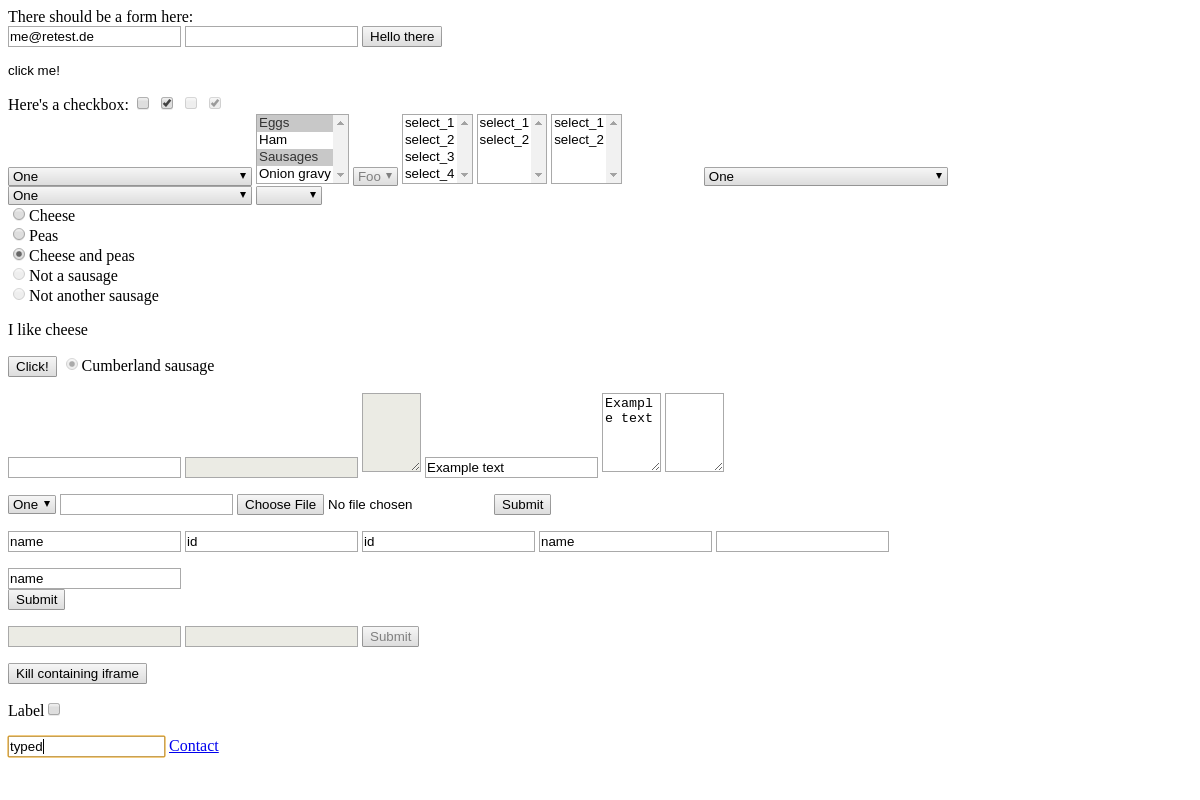 There should be a form here:
me@retest.de Hello there
click me!
Here's a checkbox:
Eggs select_1 select_1 select_1
Ham select_2 select_2 select_2
Sausages select_3
One Onion gravy Foo select_4 One
One
Cheese
Peas
Cheese and peas
Not a sausage
Not another sausage
I like cheese
Click! Cumberland sausage
Exampl
e text
Example text
One Choose File No file chosen Submit
name id id name
name
Submit
Submit
Kill containing iframe
Label
typed Contact